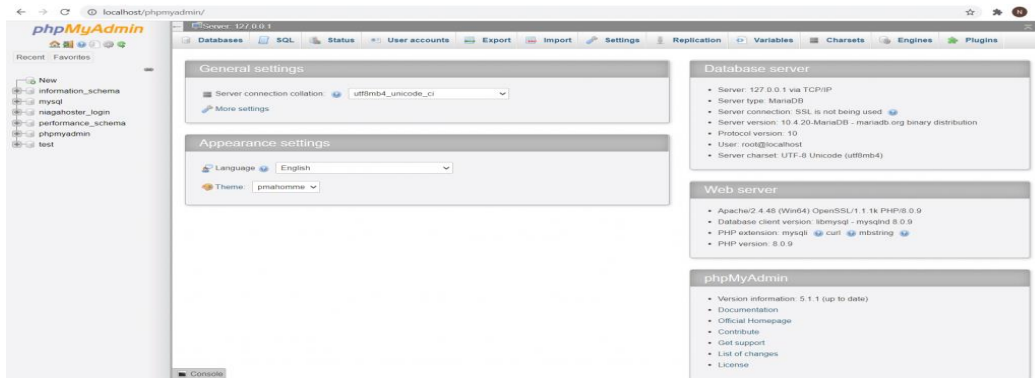 localhost/phpmyadmin/
N
phpMyAdmin
Recent Favorites
New
information_schema
mysql
niagahoster_login
performance_schema
phpmyadmin
test
Server: 127.0.0.1
Databases SQL Status User accounts Export Import Settings Replication Variables Charsets Engines Plugins
General settings
Server connection collation: utf8mb4_unicode_ci
More settings
Appearance settings
Language English
Theme: pmahomme
Console
Database server
Server: 127.0.0.1 via TCP/IP
Server type: MariaDB
Server connection: SSL is not being used
Server version: 10.4.20-MariaDB - mariadb.org binary distribution
Protocol version: 10
User: root@localhost
Server charset: UTF-8 Unicode (utf8mb4)
Web server
Apache/2.4.48 (Win64) OpenSSL/1.1.1k PHP/8.0.9
Database client version: libmysql - mysqlnd 8.0.9
PHP extension: mysqli curl mbstring
PHP version: 8.0.9
phpMyAdmin
Version information: 5.1.1 (up to date)
Documentation
Official Homepage
Contribute
Get support
List of changes
License